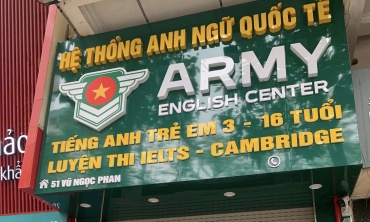 HỆ THỐNG ANH NGỮ QUỐC TẾ
ARMY
ENGLISH CENTER
TIẾNG ANH TRẺ EM 3 - 16 TUỔI
LUYỆN THI IELTS - CAMBRIDGE
51 VŨ NGỌC PHAN